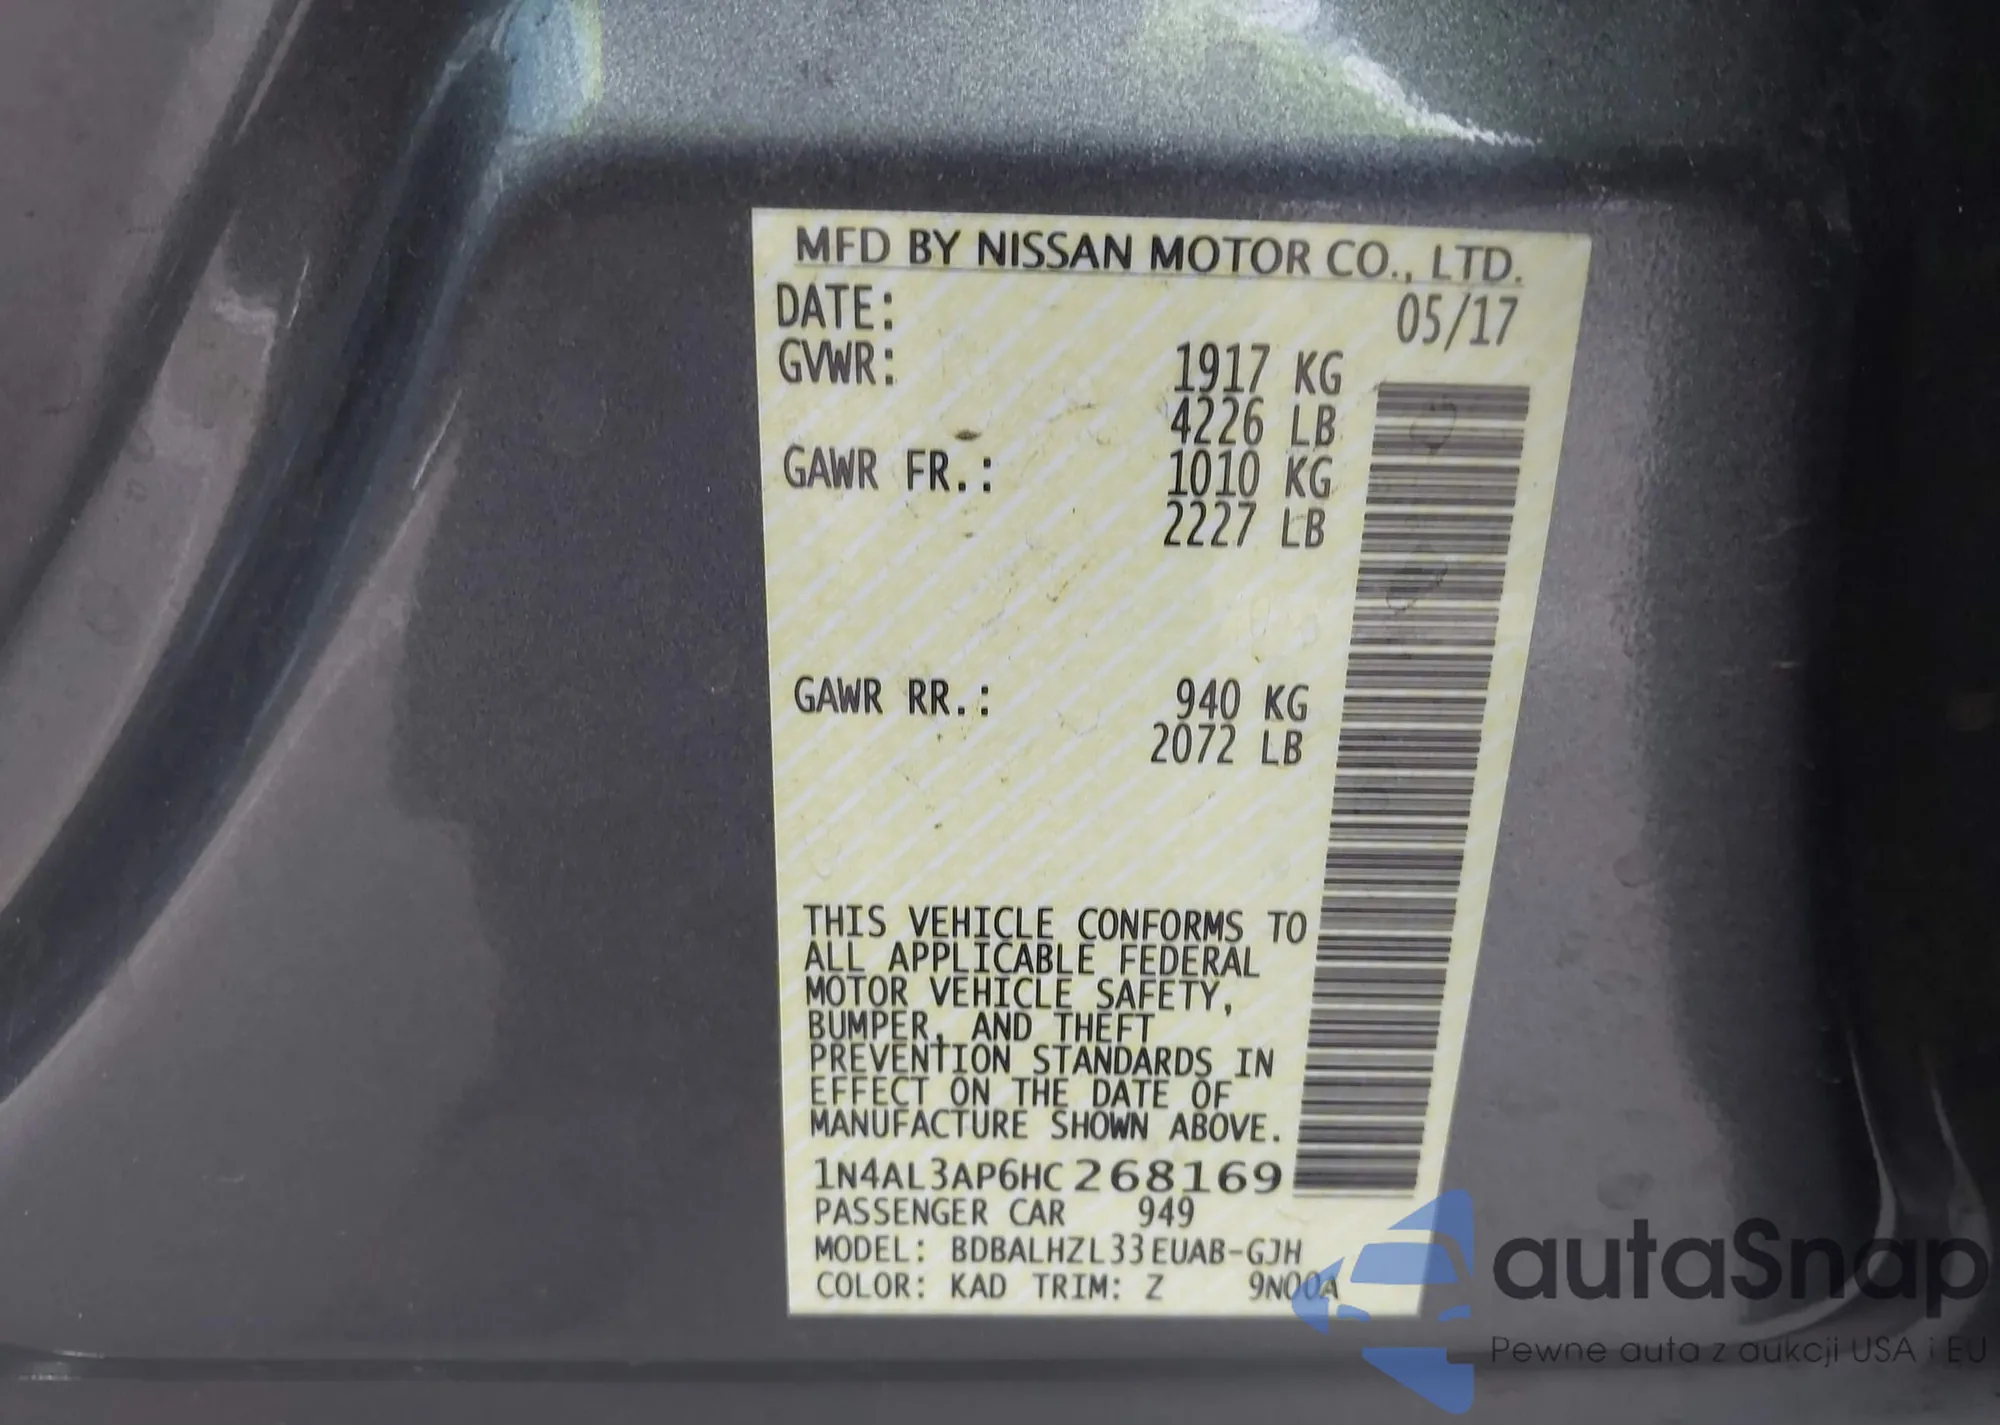 MFD BY NISSAN MOTOR CO., LTD.
DATE: 05/17
GVWR: 1917 KG
4226 LB
GAWR FR.: 1010 KG
2227 LB
GAWR RR.: 940 KG
2072 LB
THIS VEHICLE CONFORMS TO
ALL APPLICABLE FEDERAL
MOTOR VEHICLE SAFETY,
BUMPER, AND THEFT
PREVENTION STANDARDS IN
EFFECT ON THE DATE OF
MANUFACTURE SHOWN ABOVE.
1N4AL3AP6HC268169
PASSENGER CAR 949
MODEL: BDBALHZL33EUAB-GJH
COLOR: KAD TRIM: Z 9N00A
autaSnap
Pewne auta z aukcji USA i EU